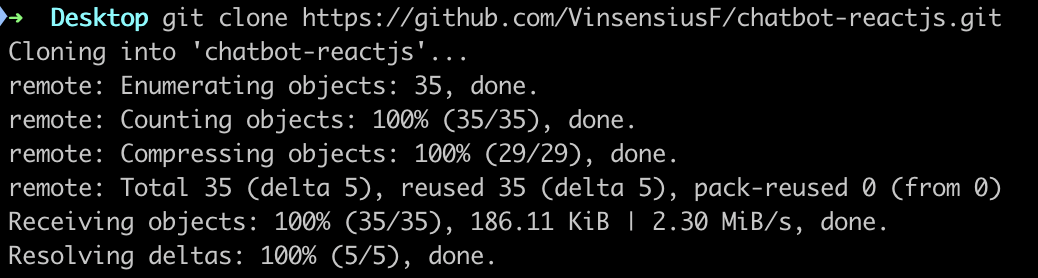 ➜ Desktop git clone https://github.com/VinsensiusF/chatbot-reactjs.git
Cloning into 'chatbot-reactjs'...
remote: Enumerating objects: 35, done.
remote: Counting objects: 100% (35/35), done.
remote: Compressing objects: 100% (29/29), done.
remote: Total 35 (delta 5), reused 35 (delta 5), pack-reused 0 (from 0)
Receiving objects: 100% (35/35), 186.11 KiB | 2.30 MiB/s, done.
Resolving deltas: 100% (5/5), done.